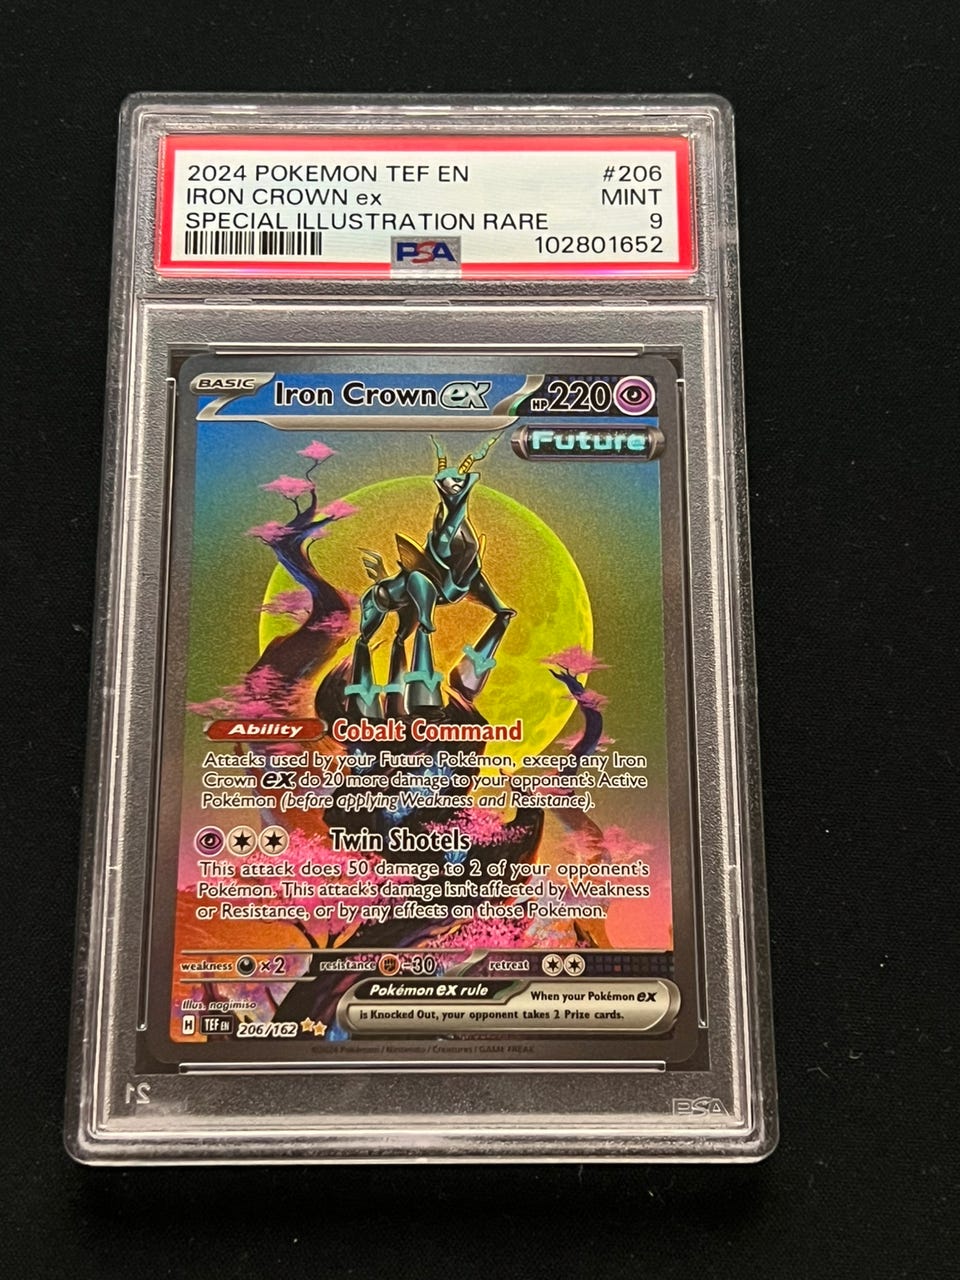 2024 POKEMON TEF EN #206
IRON CROWN ex MINT
SPECIAL ILLUSTRATION RARE 9
PSA 102801652
BASIC Iron Crown ex HP 220
Future
Ability Cobalt Command
Attacks used by your Future Pokémon, except any Iron
Crown ex do 20 more damage to your opponent's Active
Pokémon (before applying Weakness and Resistance).
Twin Shotels
This attack does 50 damage to 2 of your opponent's
Pokémon. This attack's damage isn't affected by Weakness
or Resistance, or by any effects on those Pokémon.
weakness ×2 resistance -30 retreat
Pokémon ex rule When your Pokémon ex
is Knocked Out, your opponent takes 2 Prize cards.
Illus. nagimiso
H TEF EN 206/162
©2024 Pokémon / Nintendo / Creatures / GAME FREAK
21 PSA